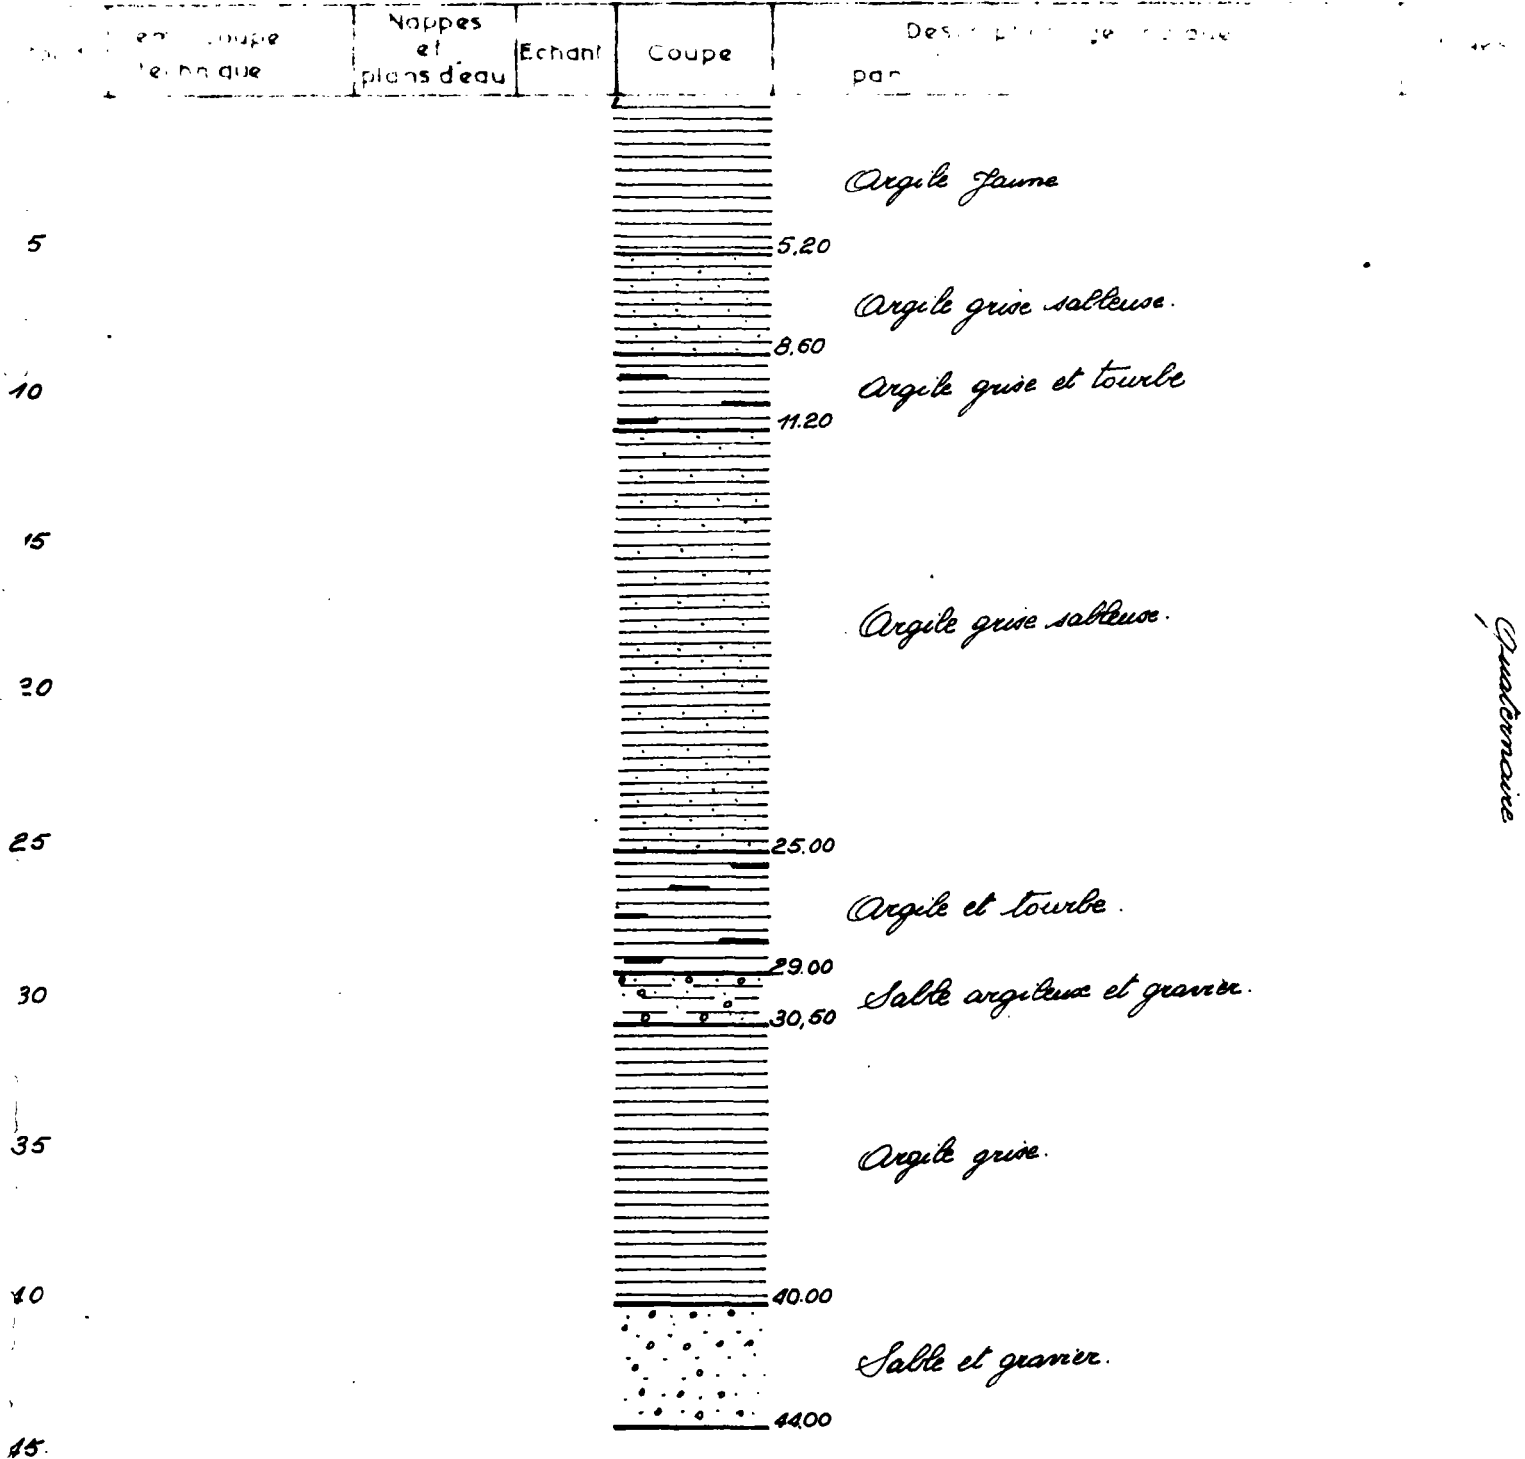 Coupe
Nappes
et
plans d'eau
Echant
Coupe
par
Argile Jaune
5
5.20
Argile grise sableuse.
8.60
Argile grise et tourbe
10
11.20
15
Argile grise sableuse.
Quaternaire
20
25
25.00
Argile et tourbe.
29.00
30
Sable argileux et gravier.
30,50
35
Argile grise.
40
40.00
Sable et gravier.
44.00
45